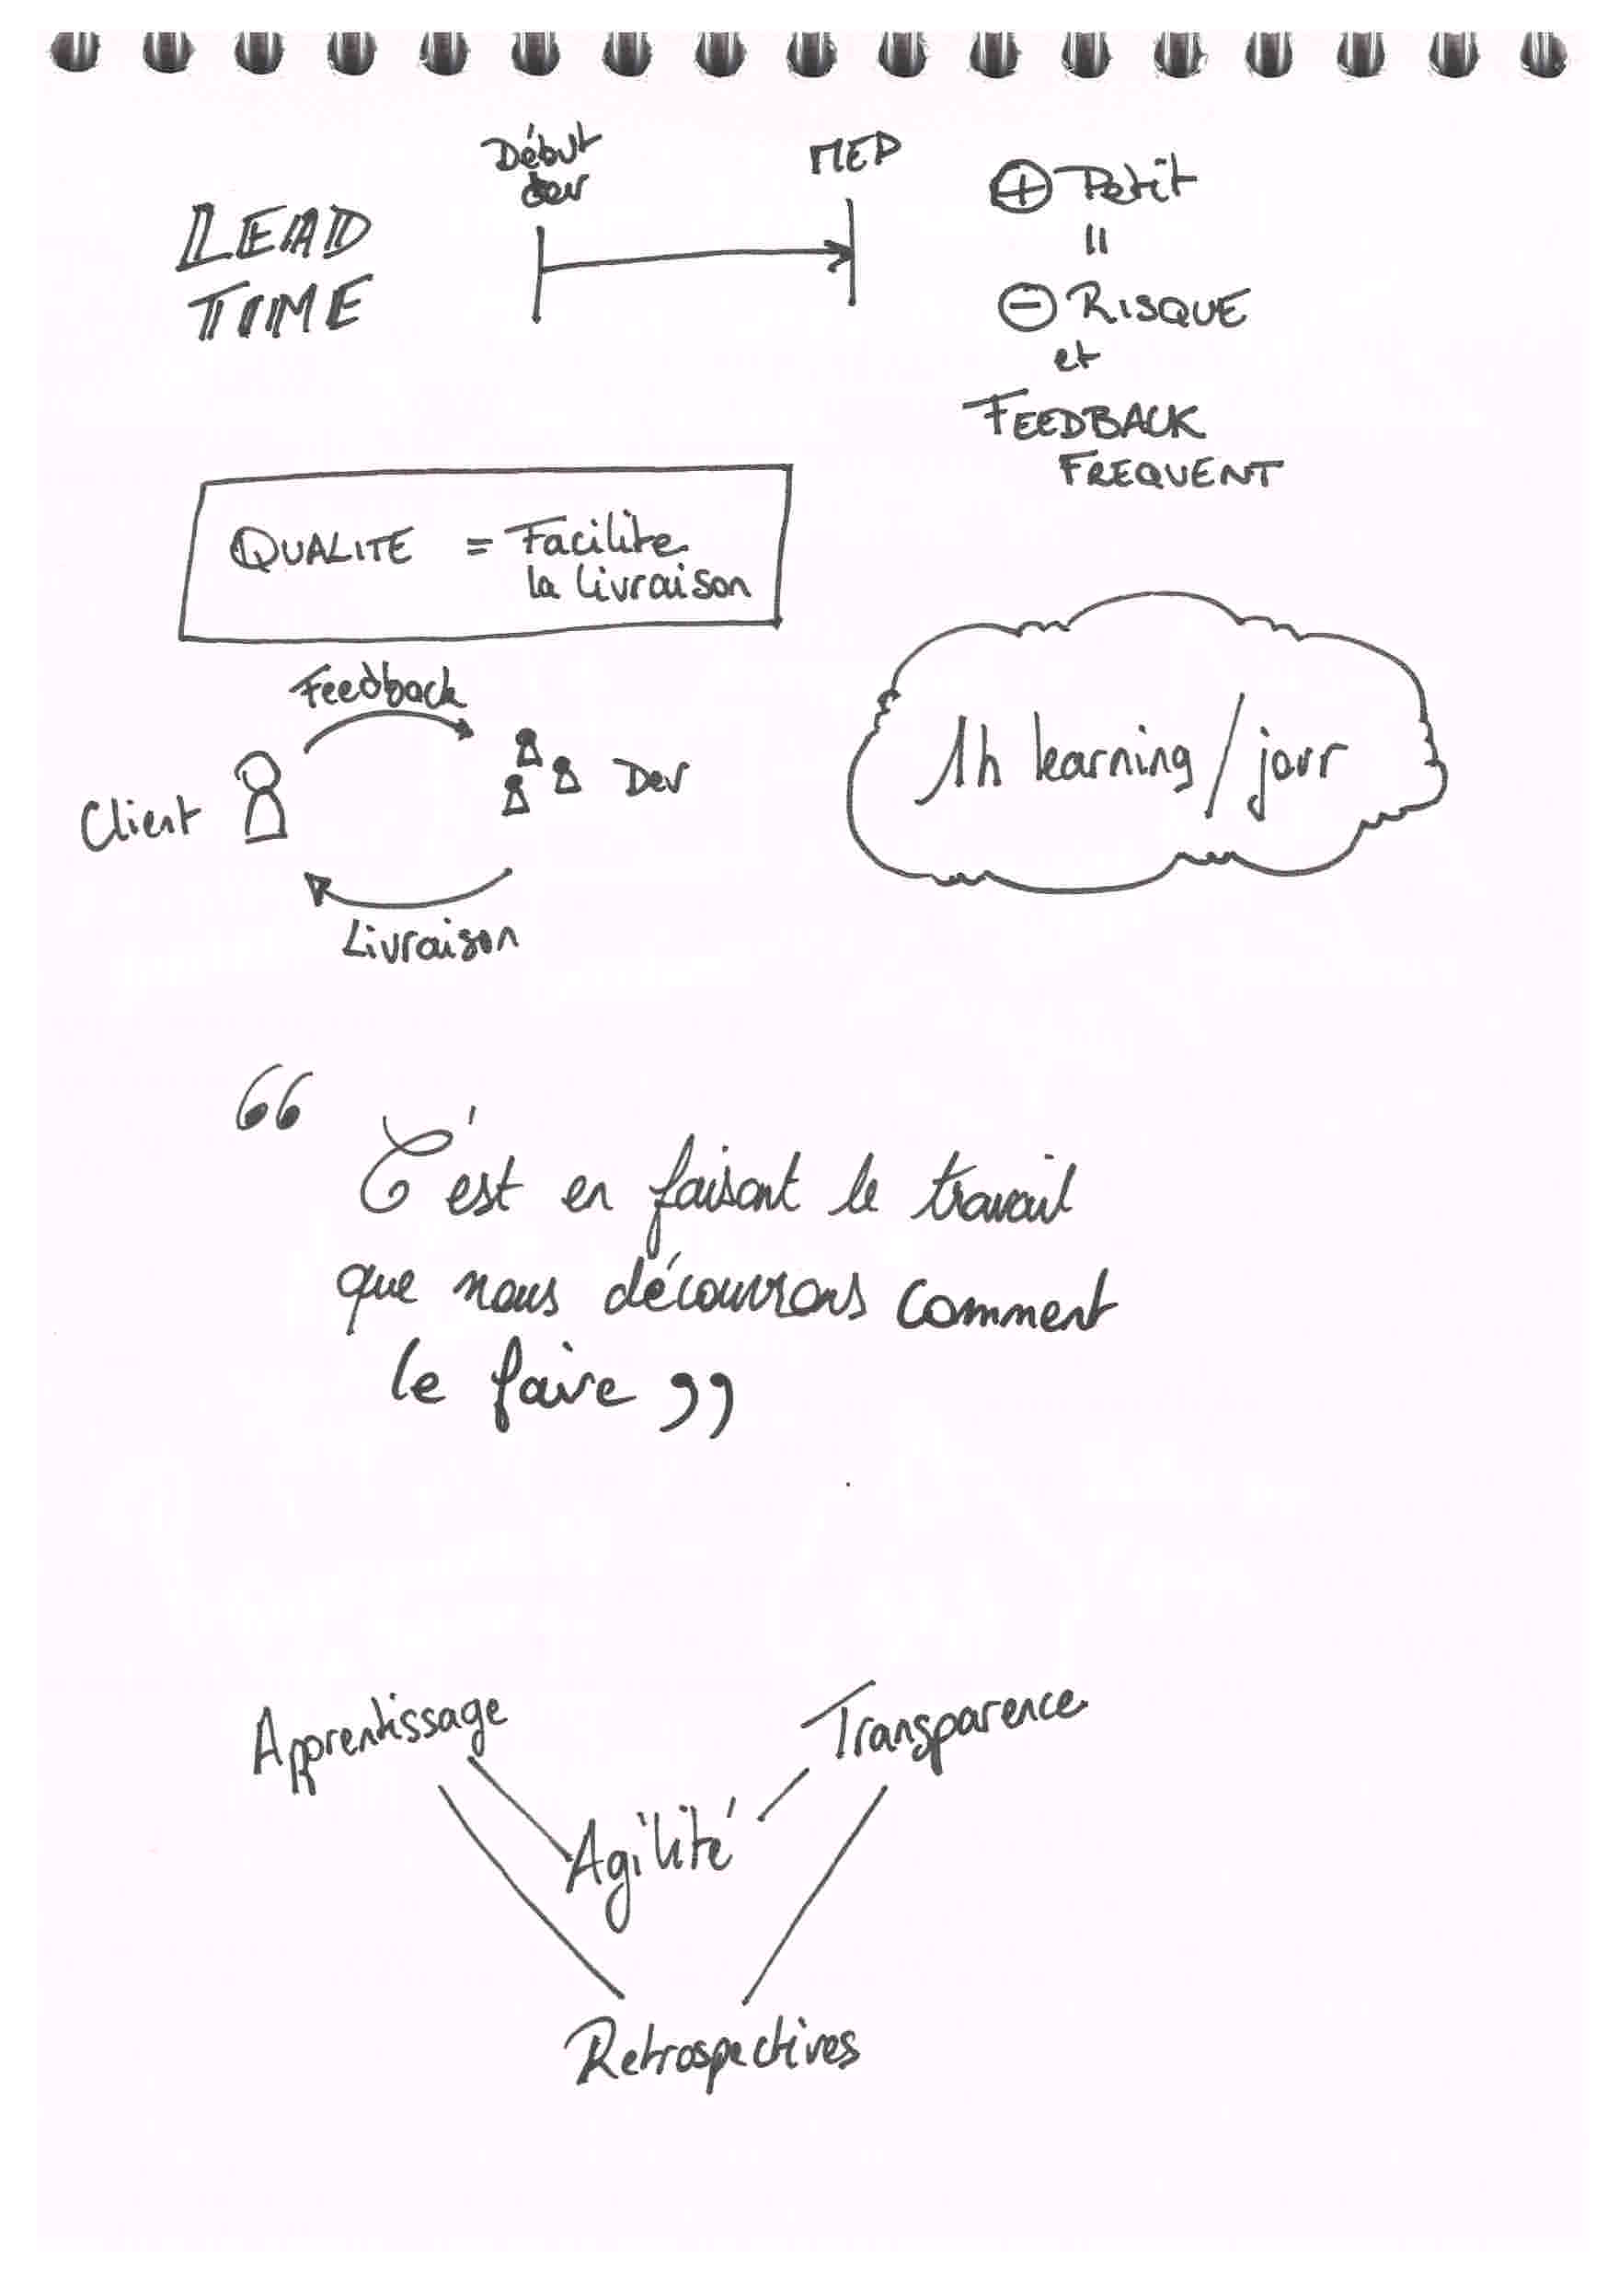 LEAD
TIME
Début
dev
MEP
+ Petit
=
- RISQUE
et
FEEDBACK
FREQUENT
QUALITE = Facilite
la livraison
Feedback
Client
Dev
Livraison
1h learning / jour
“ C'est en faisant le travail
que nous découvrons comment
le faire ”
Apprentissage
Transparence
Agilité
Retrospectives